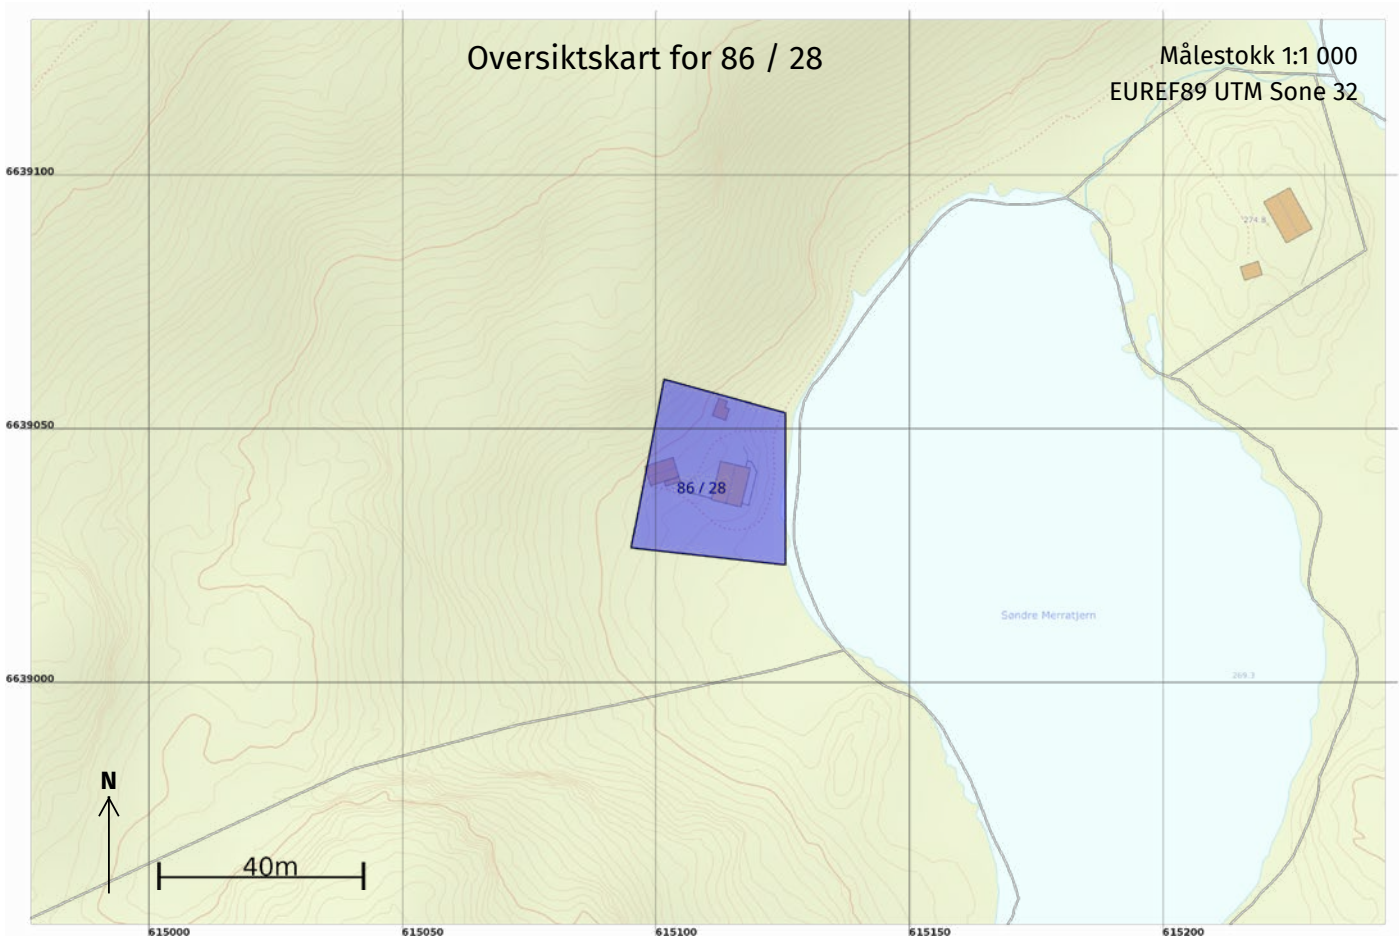 Oversiktskart for 86 / 28
Målestokk 1:1 000
EUREF89 UTM Sone 32
6639100
274.8
6639050
86 / 28
Søndre Merratjern
6639000
269.3
N
40m
615000
615050
615100
615150
615200